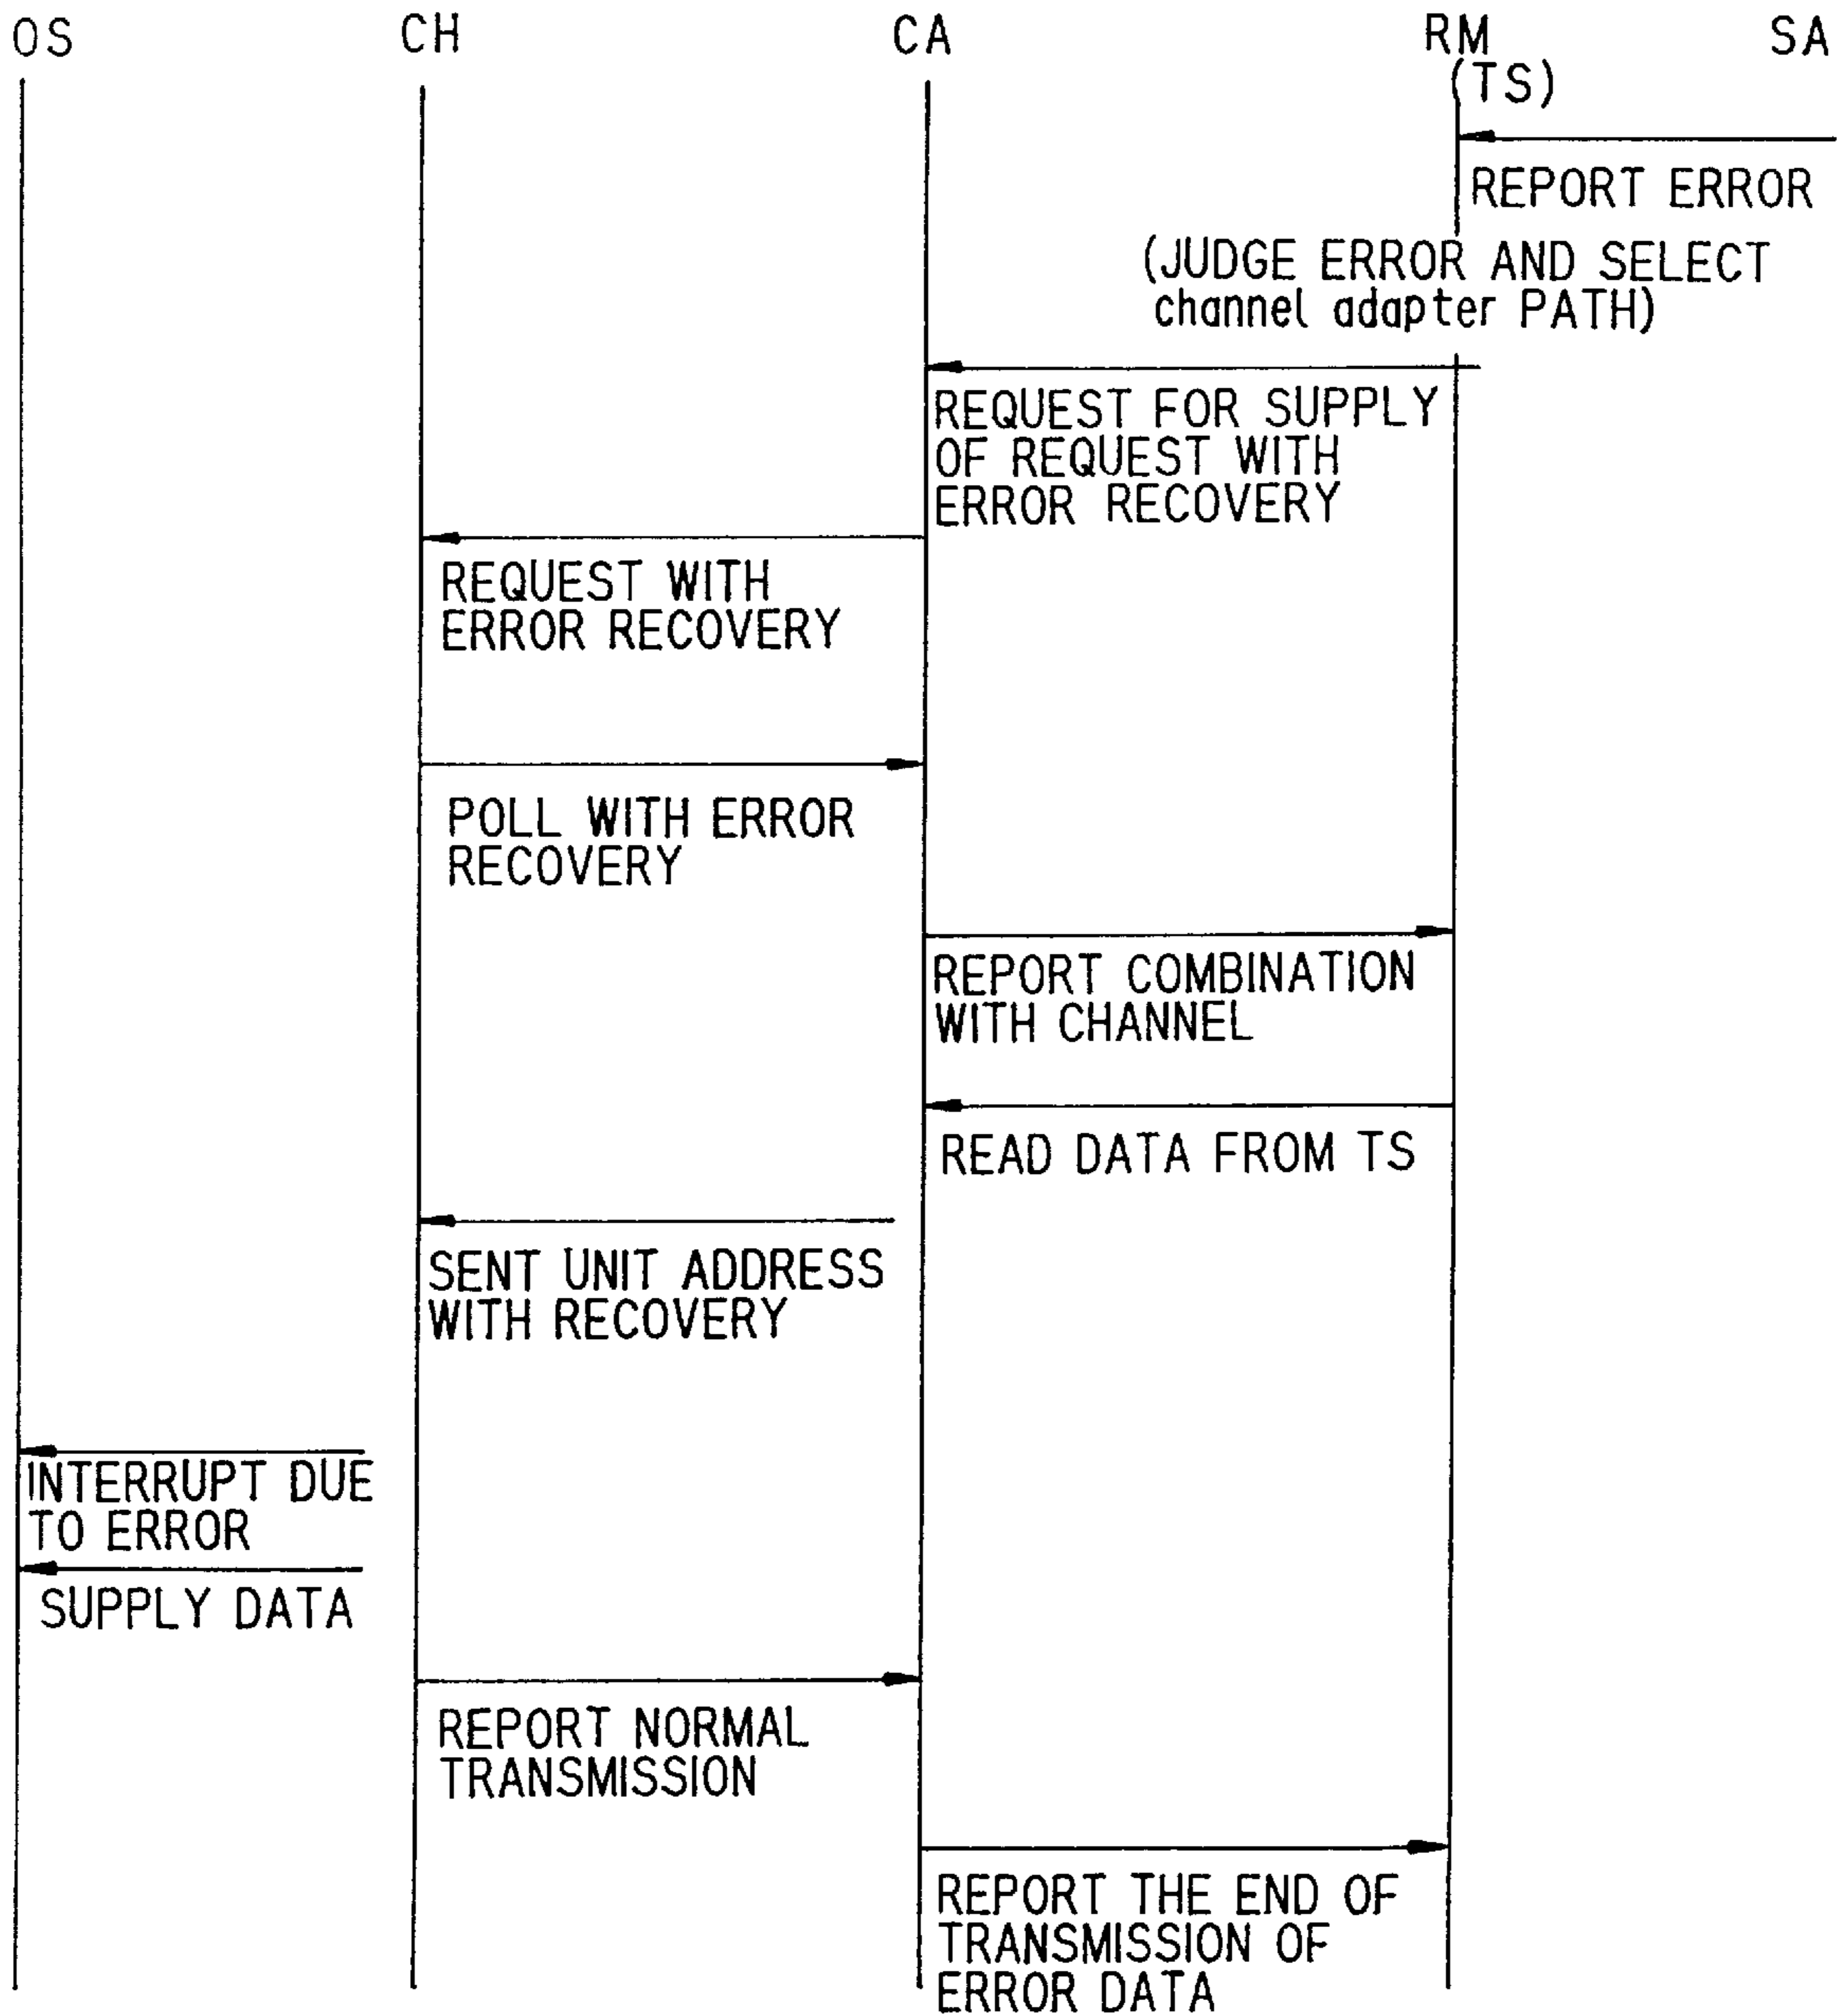 OS CH CA RM SA
(TS)
REPORT ERROR
(JUDGE ERROR AND SELECT
channel adapter PATH)
REQUEST FOR SUPPLY
OF REQUEST WITH
ERROR RECOVERY
REQUEST WITH
ERROR RECOVERY
POLL WITH ERROR
RECOVERY
REPORT COMBINATION
WITH CHANNEL
READ DATA FROM TS
SENT UNIT ADDRESS
WITH RECOVERY
INTERRUPT DUE
TO ERROR
SUPPLY DATA
REPORT NORMAL
TRANSMISSION
REPORT THE END OF
TRANSMISSION OF
ERROR DATA